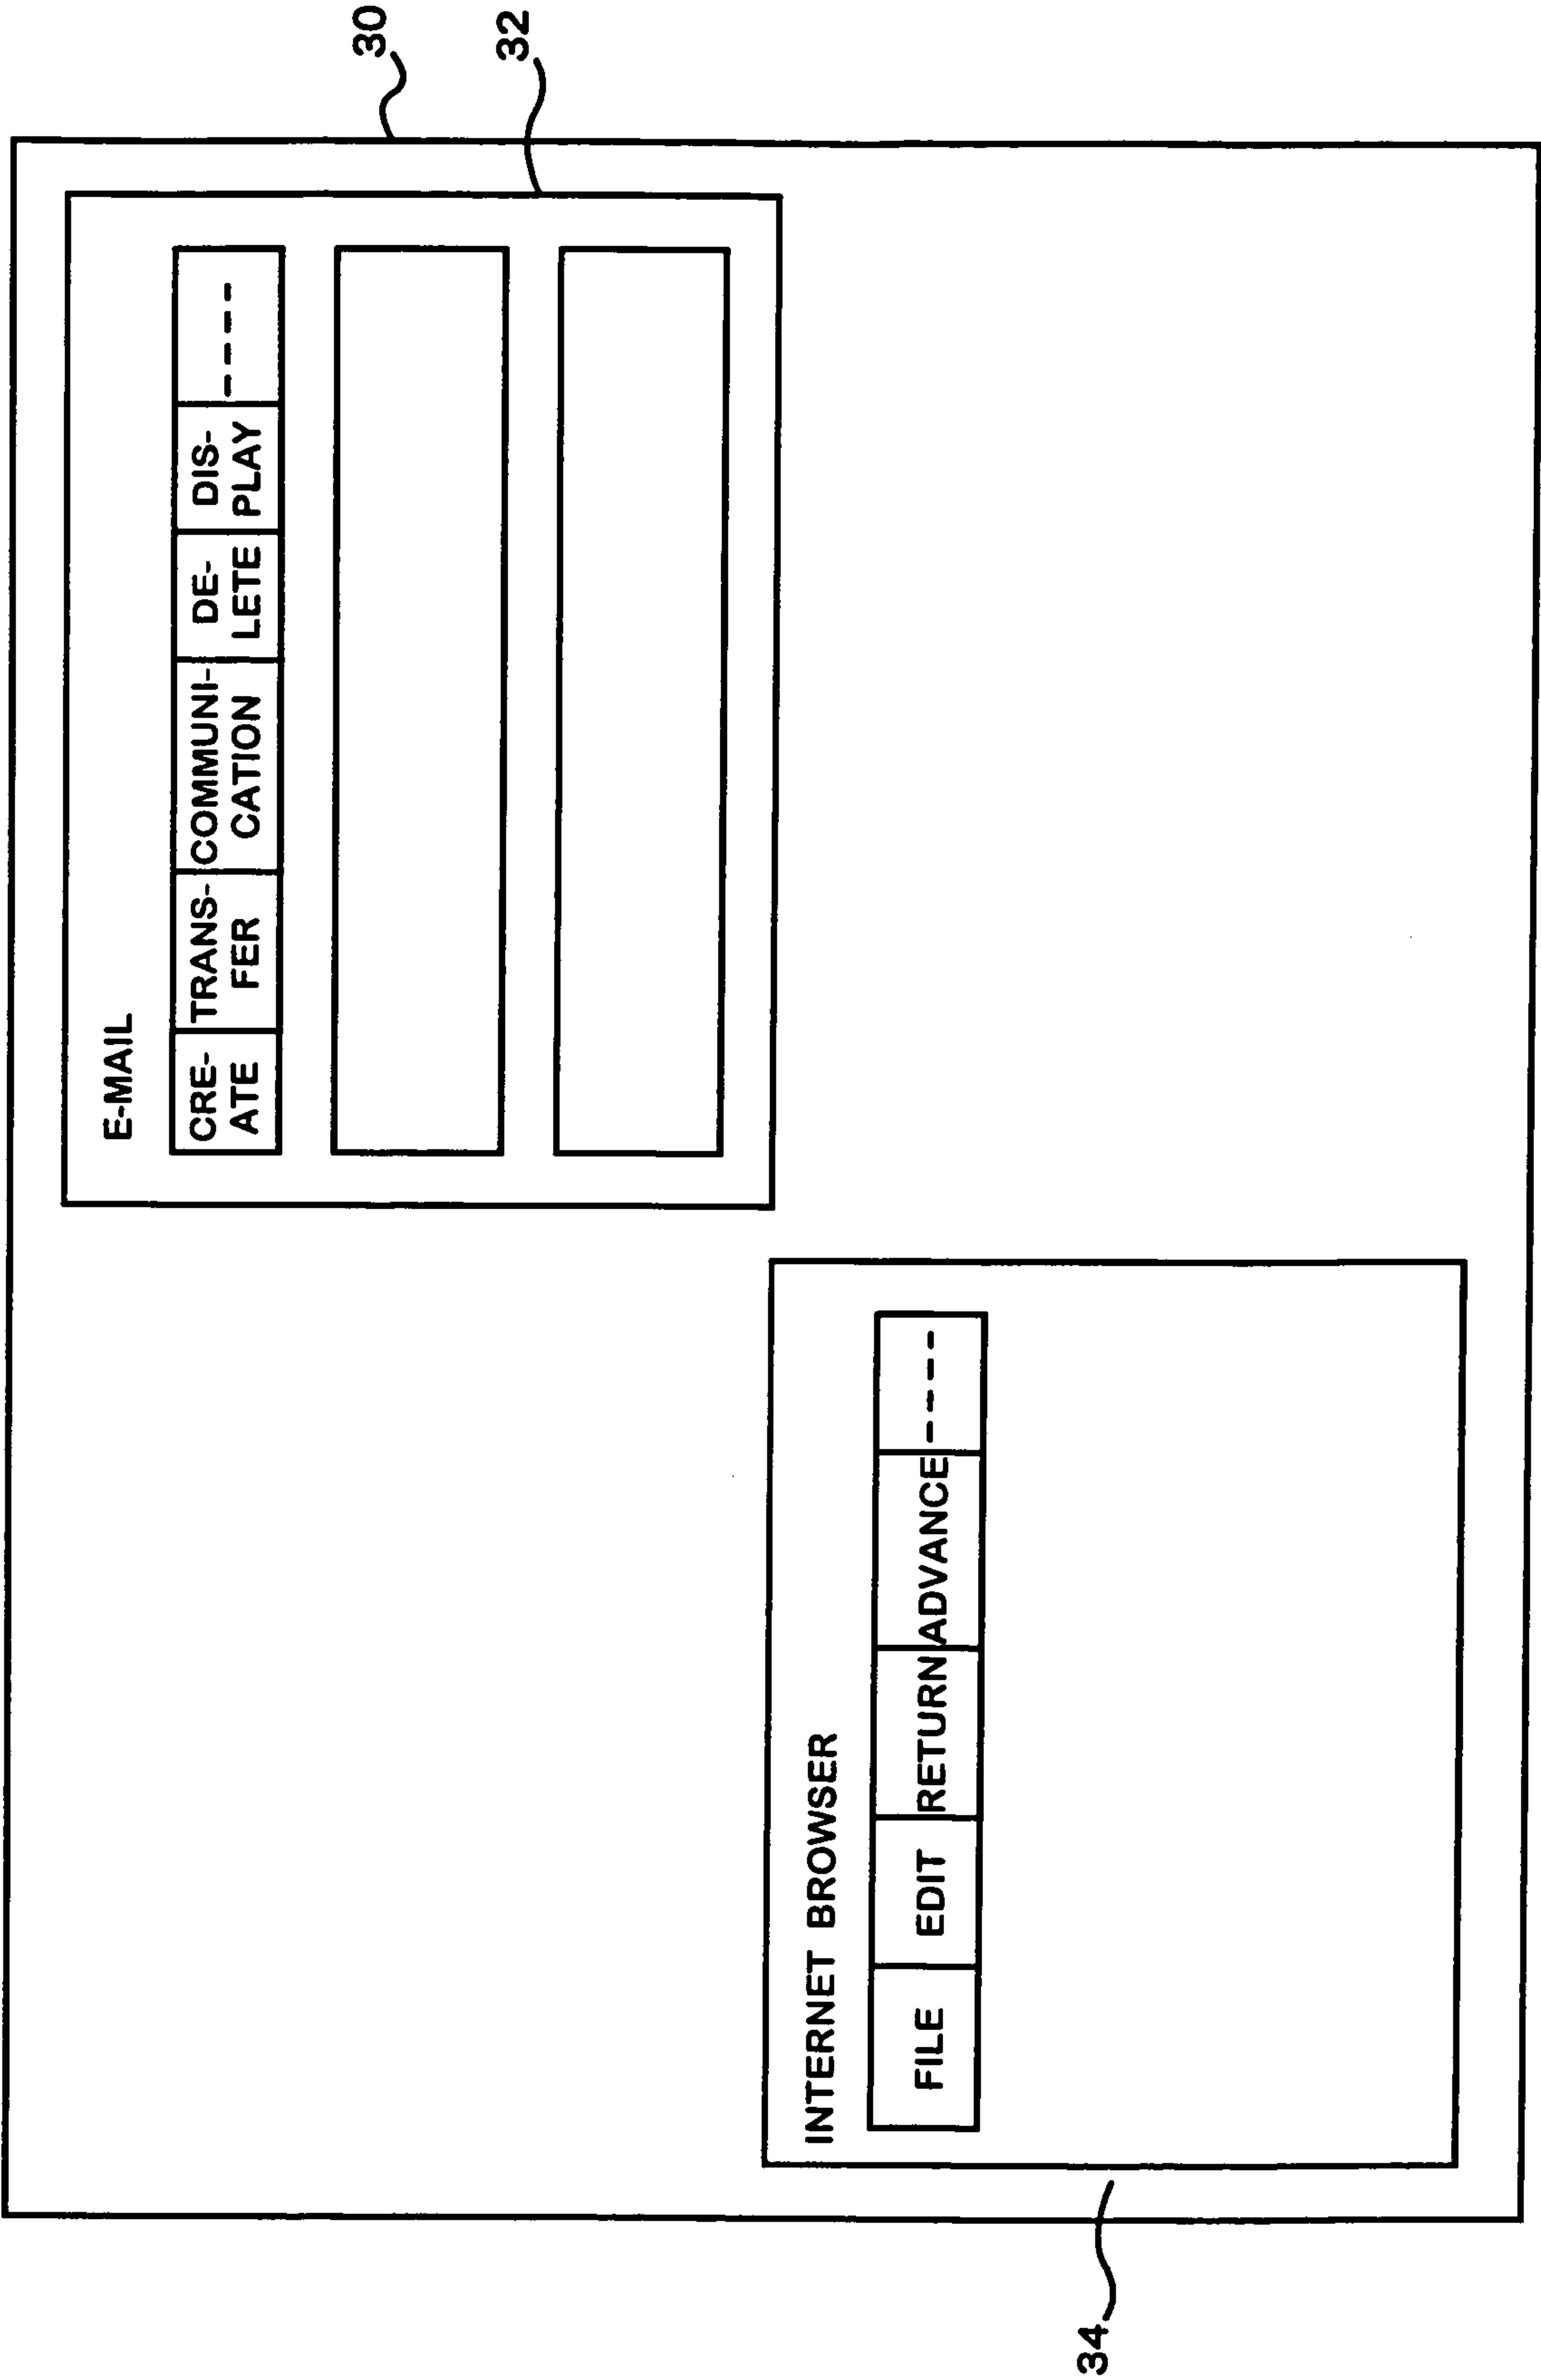 30
32
E-MAIL
CRE-
ATE
TRANS-
FER
COMMUNI-
CATION
DE-
LETE
DIS-
PLAY
----
INTERNET BROWSER
FILE
EDIT
RETURN
ADVANCE
----
34